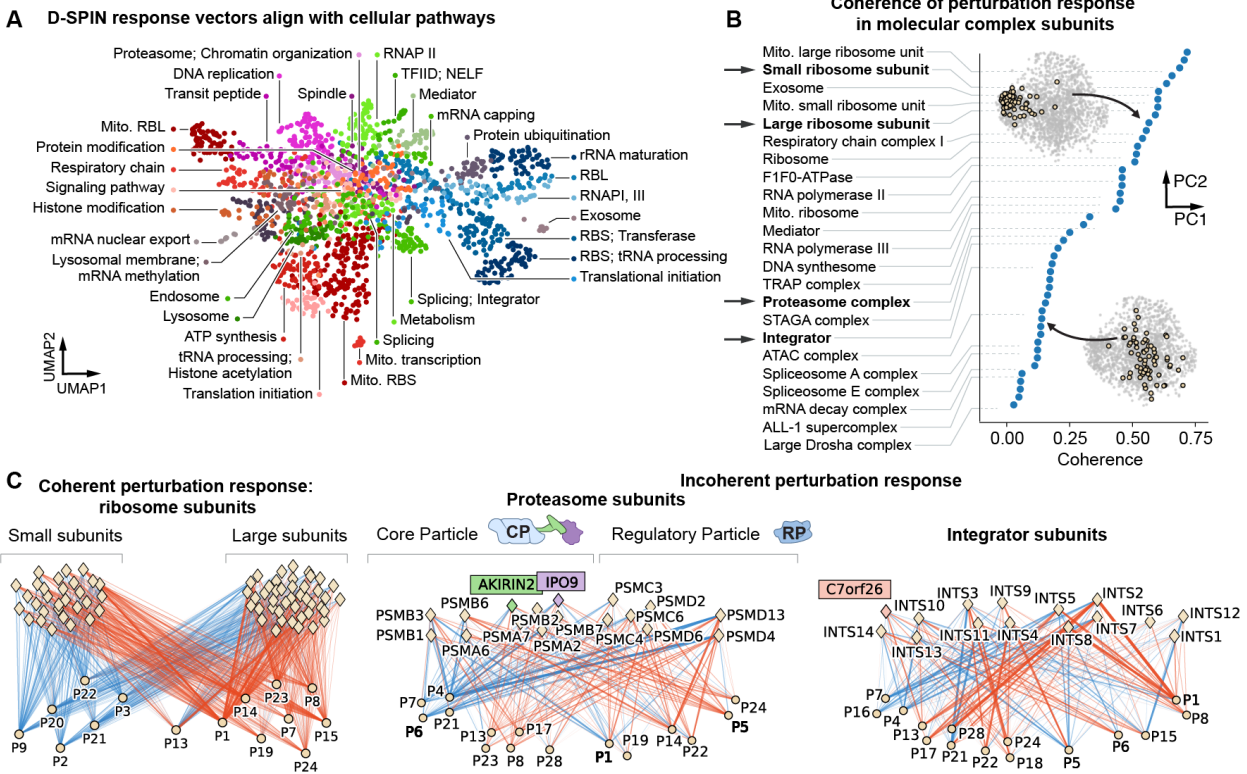 A
D-SPIN response vectors align with cellular pathways
Proteasome; Chromatin organization
RNAP II
DNA replication
TFIID; NELF
Transit peptide
Spindle
Mediator
mRNA capping
Mito. RBL
Protein ubiquitination
Protein modification
rRNA maturation
Respiratory chain
RBL
Signaling pathway
RNAPI, III
Histone modification
Exosome
mRNA nuclear export
RBS; Transferase
Lysosomal membrane;
mRNA methylation
RBS; tRNA processing
Translational initiation
Endosome
Splicing; Integrator
Lysosome
Metabolism
ATP synthesis
Splicing
tRNA processing;
Histone acetylation
Mito. transcription
Translation initiation
Mito. RBS
UMAP2
UMAP1
B
Coherence of perturbation response
in molecular complex subunits
Mito. large ribosome unit
Small ribosome subunit
Exosome
Mito. small ribosome unit
Large ribosome subunit
Respiratory chain complex I
Ribosome
F1F0-ATPase
RNA polymerase II
Mito. ribosome
Mediator
RNA polymerase III
DNA synthesome
TRAP complex
Proteasome complex
STAGA complex
Integrator
ATAC complex
Spliceosome A complex
Spliceosome E complex
mRNA decay complex
ALL-1 supercomplex
Large Drosha complex
PC2
PC1
0.00 0.25 0.50 0.75
Coherence
C
Coherent perturbation response:
ribosome subunits
Small subunits
Large subunits
P22
P3
P20
P21
P9
P2
P13
P14
P23
P8
P1
P7
P15
P19
P24
Incoherent perturbation response
Proteasome subunits
Core Particle
CP
Regulatory Particle
RP
AKIRIN2
IPO9
PSMC3
PSMB6
PSMD2
PSMB3
PSMB2
PSMC6
PSMD13
PSMB1
PSMA7
PSMB7
PSMC4
PSMD6
PSMD4
PSMA6
PSMA2
P7
P4
P24
P6
P21
P5
P13
P17
P19
P14
P23
P8
P28
P1
P22
Integrator subunits
C7orf26
INTS3
INTS9
INTS5
INTS2
INTS10
INTS6
INTS12
INTS14
INTS11
INTS4
INTS7
INTS1
INTS13
INTS8
P7
P1
P16
P4
P8
P13
P28
P24
P6
P15
P17
P21
P22
P18
P5